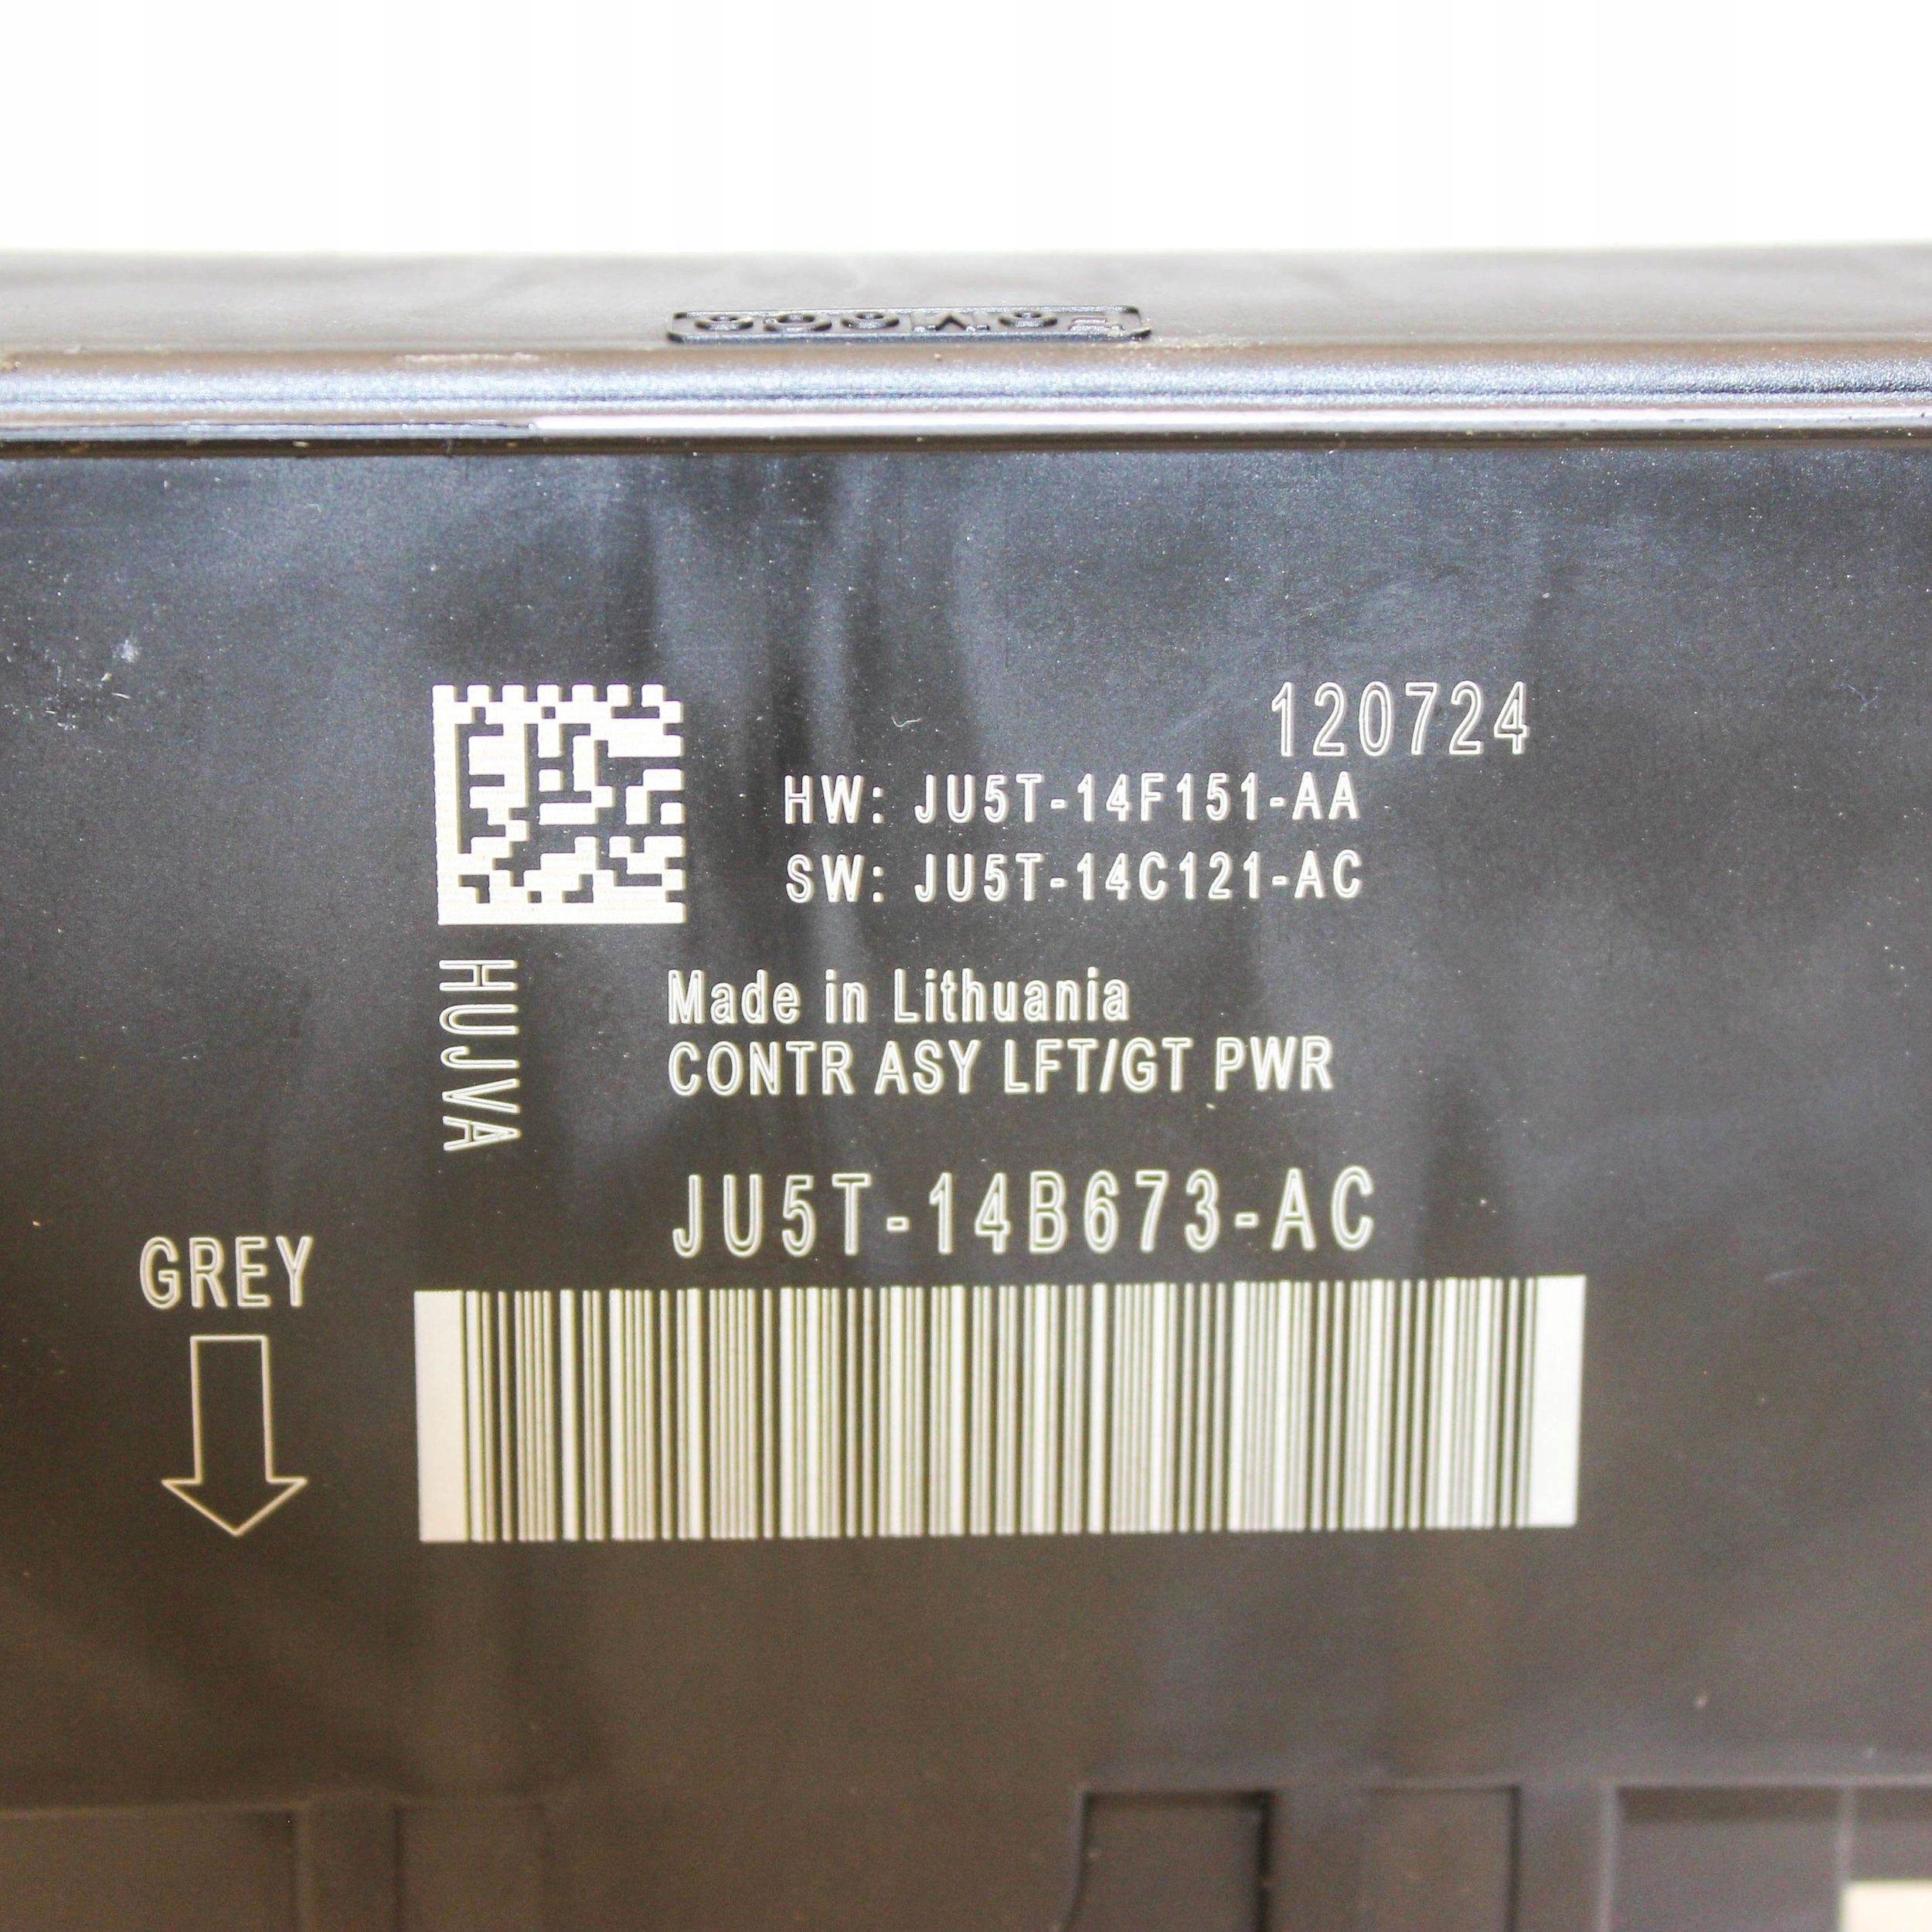 120724
HW: JU5T-14F151-AA
SW: JU5T-14C121-AC
HUJVA
Made in Lithuania
CONTR ASY LFT/GT PWR
JU5T-14B673-AC
GREY